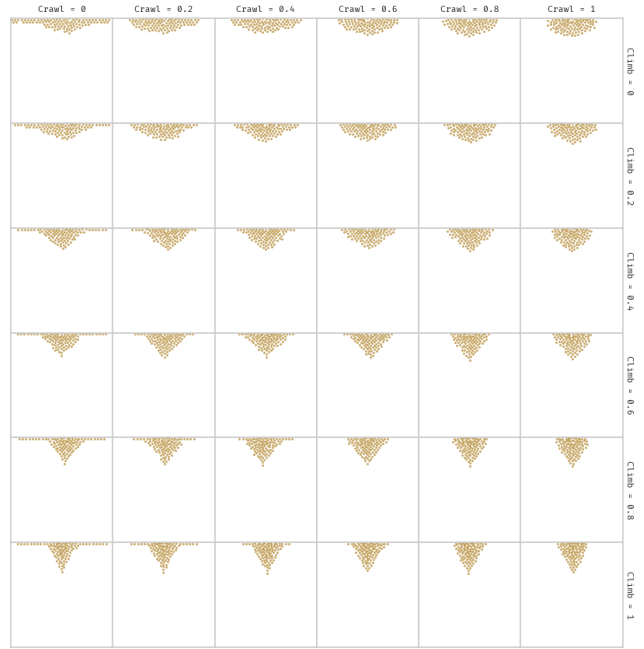 Crawl = 0
Crawl = 0.2
Crawl = 0.4
Crawl = 0.6
Crawl = 0.8
Crawl = 1
Climb = 0
Climb = 0.2
Climb = 0.4
Climb = 0.6
Climb = 0.8
Climb = 1